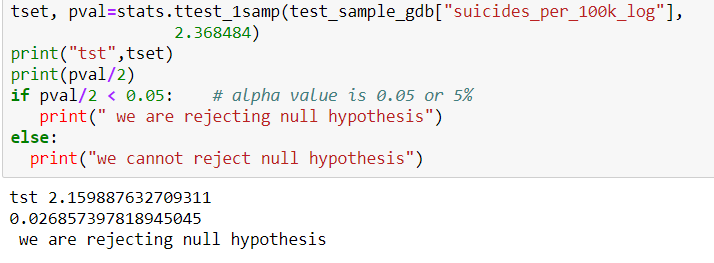 tset, pval=stats.ttest_1samp(test_sample_gdb["suicides_per_100k_log"],
                2.368484)
print("tst",tset)
print(pval/2)
if pval/2 < 0.05:    # alpha value is 0.05 or 5%
   print(" we are rejecting null hypothesis")
else:
  print("we cannot reject null hypothesis")
tst 2.159887632709311
0.026857397818945045
 we are rejecting null hypothesis